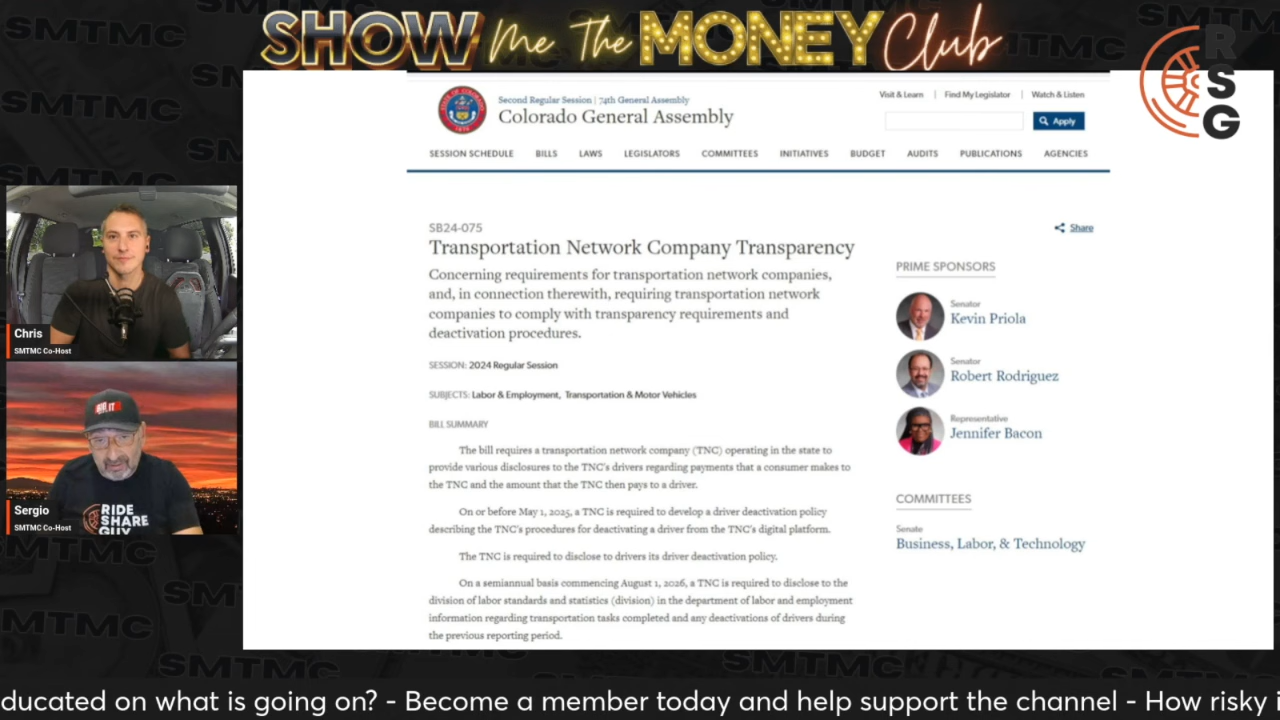 SHOW Me The MONEY Club
RSG
Second Regular Session | 74th General Assembly
Colorado General Assembly
Visit & Learn | Find My Legislator | Watch & Listen
Apply
SESSION SCHEDULE BILLS LAWS LEGISLATORS COMMITTEES INITIATIVES BUDGET AUDITS PUBLICATIONS AGENCIES
SB24-075
Share
Transportation Network Company Transparency
Concerning requirements for transportation network companies,
and, in connection therewith, requiring transportation network
companies to comply with transparency requirements and
deactivation procedures.
SESSION: 2024 Regular Session
SUBJECTS: Labor & Employment, Transportation & Motor Vehicles
BILL SUMMARY
The bill requires a transportation network company (TNC) operating in the state to
provide various disclosures to the TNC's drivers regarding payments that a consumer makes to
the TNC and the amount that the TNC then pays to a driver.
On or before May 1, 2025, a TNC is required to develop a driver deactivation policy
describing the TNC's procedures for deactivating a driver from the TNC's digital platform.
The TNC is required to disclose to drivers its driver deactivation policy.
On a semiannual basis commencing August 1, 2026, a TNC is required to disclose to the
division of labor standards and statistics (division) in the department of labor and employment
information regarding transportation tasks completed and any deactivations of drivers during
the previous reporting period.
PRIME SPONSORS
Senator
Kevin Priola
Senator
Robert Rodriguez
Representative
Jennifer Bacon
COMMITTEES
Senate
Business, Labor, & Technology
Chris
SMTMC Co-Host
RIDE
SHARE
GUY
Sergio
SMTMC Co-Host
SMTMC
SMTMC
SMTMC
SMTMC
SMTMC
ducated on what is going on? - Become a member today and help support the channel - How risky i